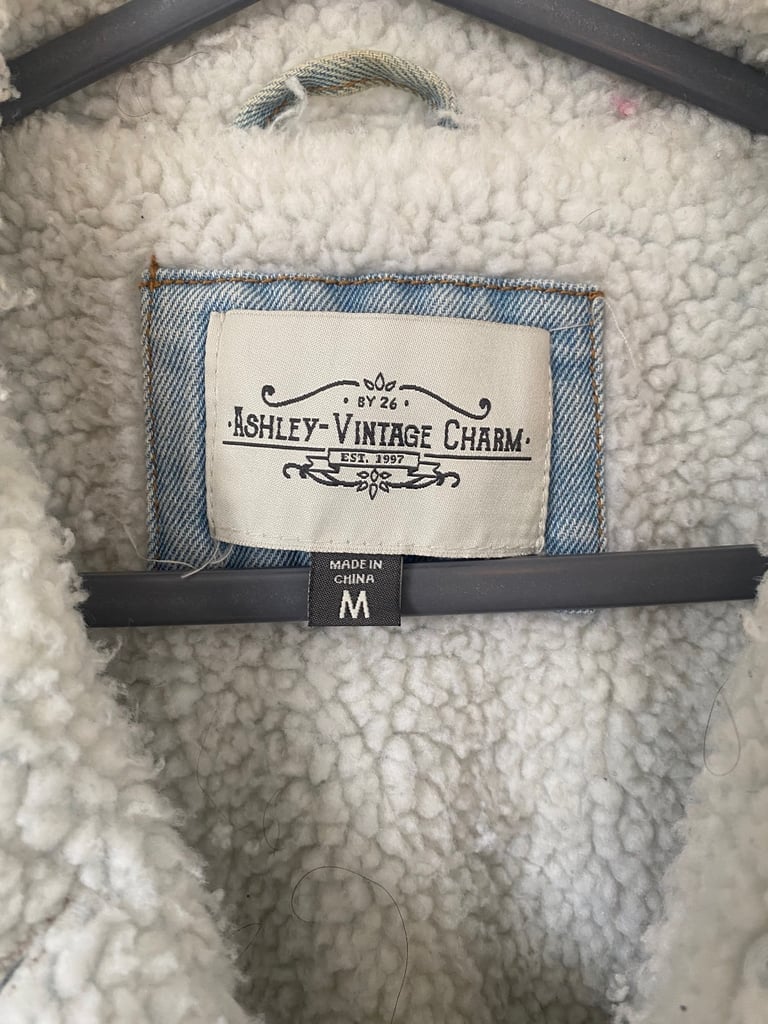 • BY 26 •
·ASHLEY-VINTAGE CHARM·
EST. 1997
MADE IN
CHINA
M